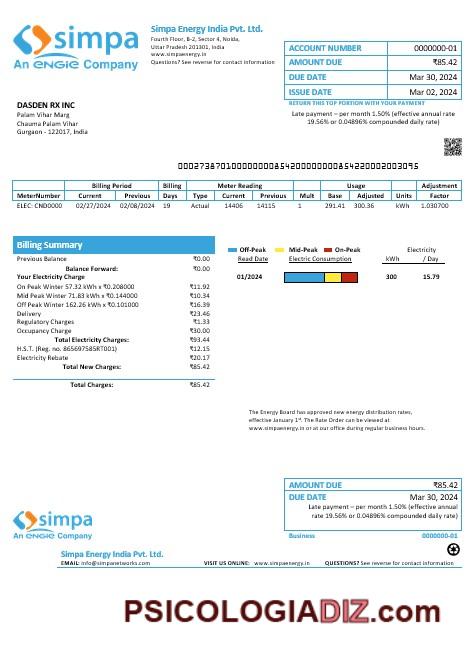 simpa
An ENGIE Company
Simpa Energy India Pvt. Ltd.
Fourth Floor, B-2, Sector 4, Noida,
Uttar Pradesh 201301, India
www.simpaenergy.in
Questions? See reverse for contact information
ACCOUNT NUMBER 0000000-01
AMOUNT DUE ₹85.42
DUE DATE Mar 30, 2024
ISSUE DATE Mar 02, 2024
RETURN THIS TOP PORTION WITH YOUR PAYMENT
Late payment – per month 1.50% (effective annual rate
19.56% or 0.04896% compounded daily rate)
DASDEN RX INC
Palam Vihar Marg
Chauma Palam Vihar
Gurgaon - 122017, India
Billing Period Billing Meter Reading Usage Adjustment
MeterNumber Current Previous Days Type Current Previous Mult Base Adjusted Units Factor
ELEC: CND0000 02/27/2024 02/08/2024 19 Actual 14406 14115 1 291.41 300.36 kWh 1.030700
Billing Summary
Previous Balance ₹0.00
Balance Forward: ₹0.00
Your Electricity Charge
On Peak Winter 57.32 kWh x ₹0.208000 ₹11.92
Mid Peak Winter 71.83 kWh x ₹0.144000 ₹10.34
Off Peak Winter 162.26 kWh x ₹0.101000 ₹16.39
Delivery ₹23.46
Regulatory Charges ₹1.33
Occupancy Charge ₹30.00
Total Electricity Charges: ₹93.44
H.S.T. (Reg. no. 865697585RT001) ₹12.15
Electricity Rebate ₹20.17
Total New Charges: ₹85.42
Total Charges: ₹85.42
Off-Peak Mid-Peak On-Peak Electricity
Read Date Electric Consumption kWh / Day
01/2024 300 15.79
The Energy Board has approved new energy distribution rates,
effective January 1st. The Rate Order can be viewed at
www.simpaenergy.in or at our office during regular business hours.
AMOUNT DUE ₹85.42
DUE DATE Mar 30, 2024
Late payment – per month 1.50% (effective annual
rate 19.56% or 0.04896% compounded daily rate)
Business 0000000-01
simpa
An ENGIE Company
Simpa Energy India Pvt. Ltd.
EMAIL: info@simpanetworks.com VISIT US ONLINE: www.simpaenergy.in QUESTIONS? See reverse for contact information
PSICOLOGIADIZ.com